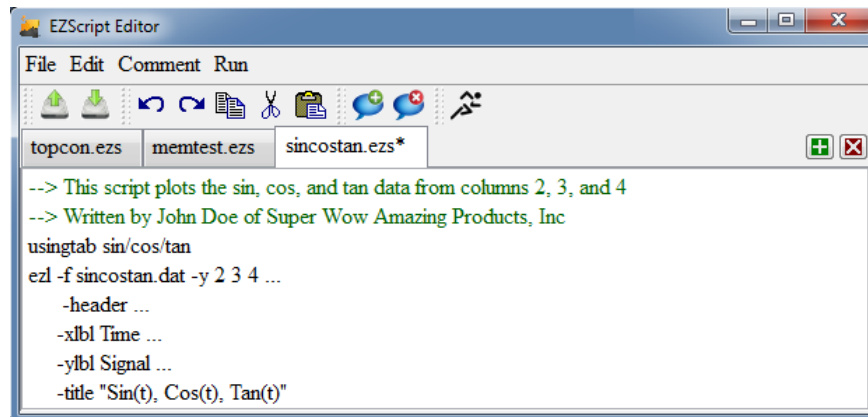 EZScript Editor
File Edit Comment Run
topcon.ezs memtest.ezs sincostan.ezs*
--> This script plots the sin, cos, and tan data from columns 2, 3, and 4
--> Written by John Doe of Super Wow Amazing Products, Inc
usingtab sin/cos/tan
ezl -f sincostan.dat -y 2 3 4 ...
-header ...
-xlbl Time ...
-ylbl Signal ...
-title "Sin(t), Cos(t), Tan(t)"